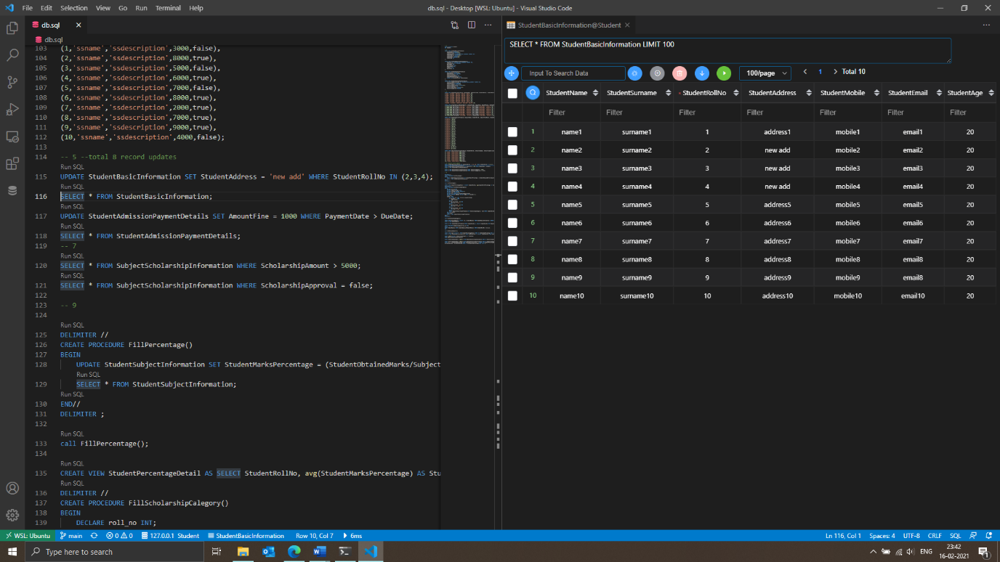 File Edit Selection View Go Run Terminal Help
db.sql - Desktop [WSL: Ubuntu] - Visual Studio Code
db.sql
db.sql
103 (1,'ssname','ssdescription',3000,false),
104 (2,'ssname','ssdescription',8000,true),
105 (3,'ssname','ssdescription',5000,false),
106 (4,'ssname','ssdescription',6000,true),
107 (5,'ssname','ssdescription',7000,false),
108 (6,'ssname','ssdescription',8000,true),
109 (7,'ssname','ssdescription',2000,true),
110 (8,'ssname','ssdescription',7000,true),
111 (9,'ssname','ssdescription',9000,true),
112 (10,'ssname','ssdescription',4000,false);
113
114 -- 5 --total 8 record updates
Run SQL
115 UPDATE StudentBasicInformation SET StudentAddress = 'new add' WHERE StudentRollNo IN (2,3,4);
Run SQL
116 SELECT * FROM StudentBasicInformation;
Run SQL
117 UPDATE StudentAdmissionPaymentDetails SET AmountFine = 1000 WHERE PaymentDate > DueDate;
Run SQL
118 SELECT * FROM StudentAdmissionPaymentDetails;
119 -- 7
Run SQL
120 SELECT * FROM SubjectScholarshipInformation WHERE ScholarshipAmount > 5000;
Run SQL
121 SELECT * FROM SubjectScholarshipInformation WHERE ScholarshipApproval = false;
122
123 -- 9
124
Run SQL
125 DELIMITER //
126 CREATE PROCEDURE FillPercentage()
127 BEGIN
128 UPDATE StudentSubjectInformation SET StudentMarksPercentage = (StudentObtainedMarks/Subject
Run SQL
129 SELECT * FROM StudentSubjectInformation;
Run SQL
130 END//
131 DELIMITER ;
132
Run SQL
133 call FillPercentage();
134
Run SQL
135 CREATE VIEW StudentPercentageDetail AS SELECT StudentRollNo, avg(StudentMarksPercentage) AS Stu
Run SQL
136 DELIMITER //
137 CREATE PROCEDURE FillScholarshipCalegory()
138 BEGIN
139 DECLARE roll_no INT;
StudentBasicInformation@Student
SELECT * FROM StudentBasicInformation LIMIT 100
Input To Search Data 100/page 1 Total 10
StudentName StudentSurname * StudentRollNo StudentAddress StudentMobile StudentEmail StudentAge
Filter Filter Filter Filter Filter Filter Filter
1 name1 surname1 1 address1 mobile1 email1 20
2 name2 surname2 2 new add mobile2 email2 20
3 name3 surname3 3 new add mobile3 email3 20
4 name4 surname4 4 new add mobile4 email4 20
5 name5 surname5 5 address5 mobile5 email5 20
6 name6 surname6 6 address6 mobile6 email6 20
7 name7 surname7 7 address7 mobile7 email7 20
8 name8 surname8 8 address8 mobile8 email8 20
9 name9 surname9 9 address9 mobile9 email8 20
10 name10 surname10 10 address10 mobile10 email10 20
WSL: Ubuntu main 0 0 127.0.0.1 Student StudentBasicInformation Row 10, Col 7 6ms Ln 116, Col 1 Spaces: 4 UTF-8 CRLF SQL
Type here to search ENG 23:42
16-02-2021 1